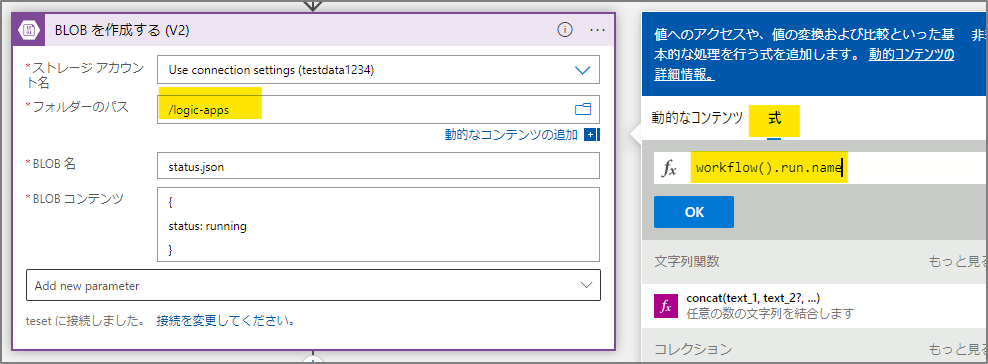 BLOB を作成する (V2)
*ストレージ アカウント名
Use connection settings (testdata1234)
*フォルダーのパス
/logic-apps
動的なコンテンツの追加
*BLOB 名
status.json
*BLOB コンテンツ
{
status: running
}
Add new parameter
teset に接続しました。 接続を変更してください。
値へのアクセスや、値の変換および比較といった基 非表
本的な処理を行う式を追加します。 動的コンテンツの
詳細情報。
動的なコンテンツ 式
fx workflow().run.name
OK
文字列関数 もっと見る
fx concat(text_1, text_2?, ...)
任意の数の文字列を結合します
コレクション もっと見る